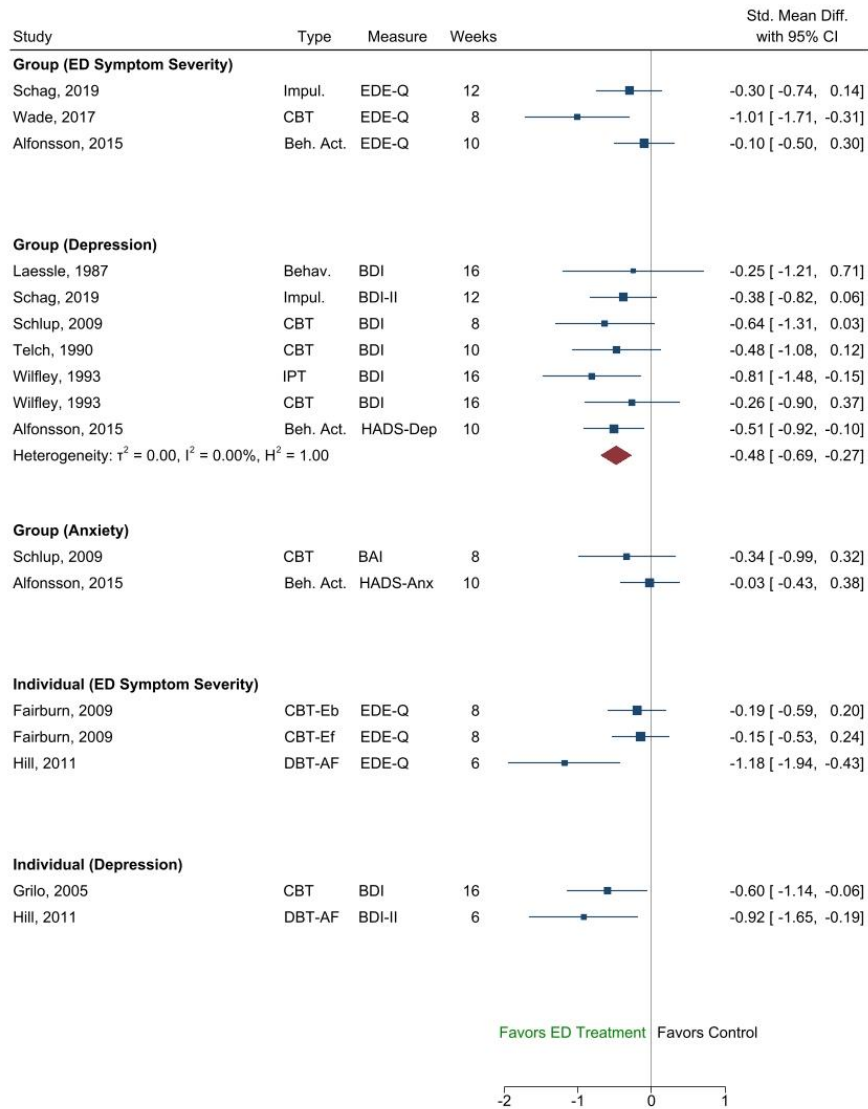 Std. Mean Diff.
Study Type Measure Weeks with 95% CI
Group (ED Symptom Severity)
Schag, 2019 Impul. EDE-Q 12 -0.30 [ -0.74, 0.14]
Wade, 2017 CBT EDE-Q 8 -1.01 [ -1.71, -0.31]
Alfonsson, 2015 Beh. Act. EDE-Q 10 -0.10 [ -0.50, 0.30]
Group (Depression)
Laessle, 1987 Behav. BDI 16 -0.25 [ -1.21, 0.71]
Schag, 2019 Impul. BDI-II 12 -0.38 [ -0.82, 0.06]
Schlup, 2009 CBT BDI 8 -0.64 [ -1.31, 0.03]
Telch, 1990 CBT BDI 10 -0.48 [ -1.08, 0.12]
Wilfley, 1993 IPT BDI 16 -0.81 [ -1.48, -0.15]
Wilfley, 1993 CBT BDI 16 -0.26 [ -0.90, 0.37]
Alfonsson, 2015 Beh. Act. HADS-Dep 10 -0.51 [ -0.92, -0.10]
Heterogeneity: τ² = 0.00, I² = 0.00%, H² = 1.00 -0.48 [ -0.69, -0.27]
Group (Anxiety)
Schlup, 2009 CBT BAI 8 -0.34 [ -0.99, 0.32]
Alfonsson, 2015 Beh. Act. HADS-Anx 10 -0.03 [ -0.43, 0.38]
Individual (ED Symptom Severity)
Fairburn, 2009 CBT-Eb EDE-Q 8 -0.19 [ -0.59, 0.20]
Fairburn, 2009 CBT-Ef EDE-Q 8 -0.15 [ -0.53, 0.24]
Hill, 2011 DBT-AF EDE-Q 6 -1.18 [ -1.94, -0.43]
Individual (Depression)
Grilo, 2005 CBT BDI 16 -0.60 [ -1.14, -0.06]
Hill, 2011 DBT-AF BDI-II 6 -0.92 [ -1.65, -0.19]
Favors ED Treatment Favors Control
-2 -1 0 1